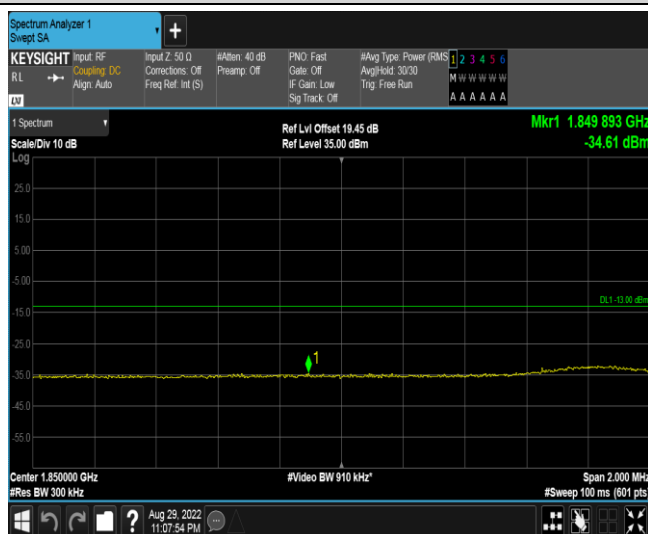 Spectrum Analyzer 1
Swept SA
KEYSIGHT
RL
Input: RF
Coupling: DC
Align: Auto
Input Z: 50 Ω
Corrections: Off
Freq Ref: Int (S)
#Atten: 40 dB
Preamp: Off
PNO: Fast
Gate: Off
IF Gain: Low
Sig Track: Off
#Avg Type: Power (RMS
Avg|Hold: 30/30
Trig: Free Run
1 2 3 4 5 6
M W W W W W
A A A A A A
LXI
1 Spectrum
Scale/Div 10 dB
Log
Ref Lvl Offset 19.45 dB
Ref Level 35.00 dBm
Mkr1 1.849 893 GHz
-34.61 dBm
25.0
15.0
5.00
-5.00
-15.0
-25.0
-35.0
-45.0
-55.0
DL1 -13.00 dBm
1
Center 1.850000 GHz
#Res BW 300 kHz
#Video BW 910 kHz*
Span 2.000 MHz
#Sweep 100 ms (601 pts)
?
Aug 29, 2022
11:07:54 PM